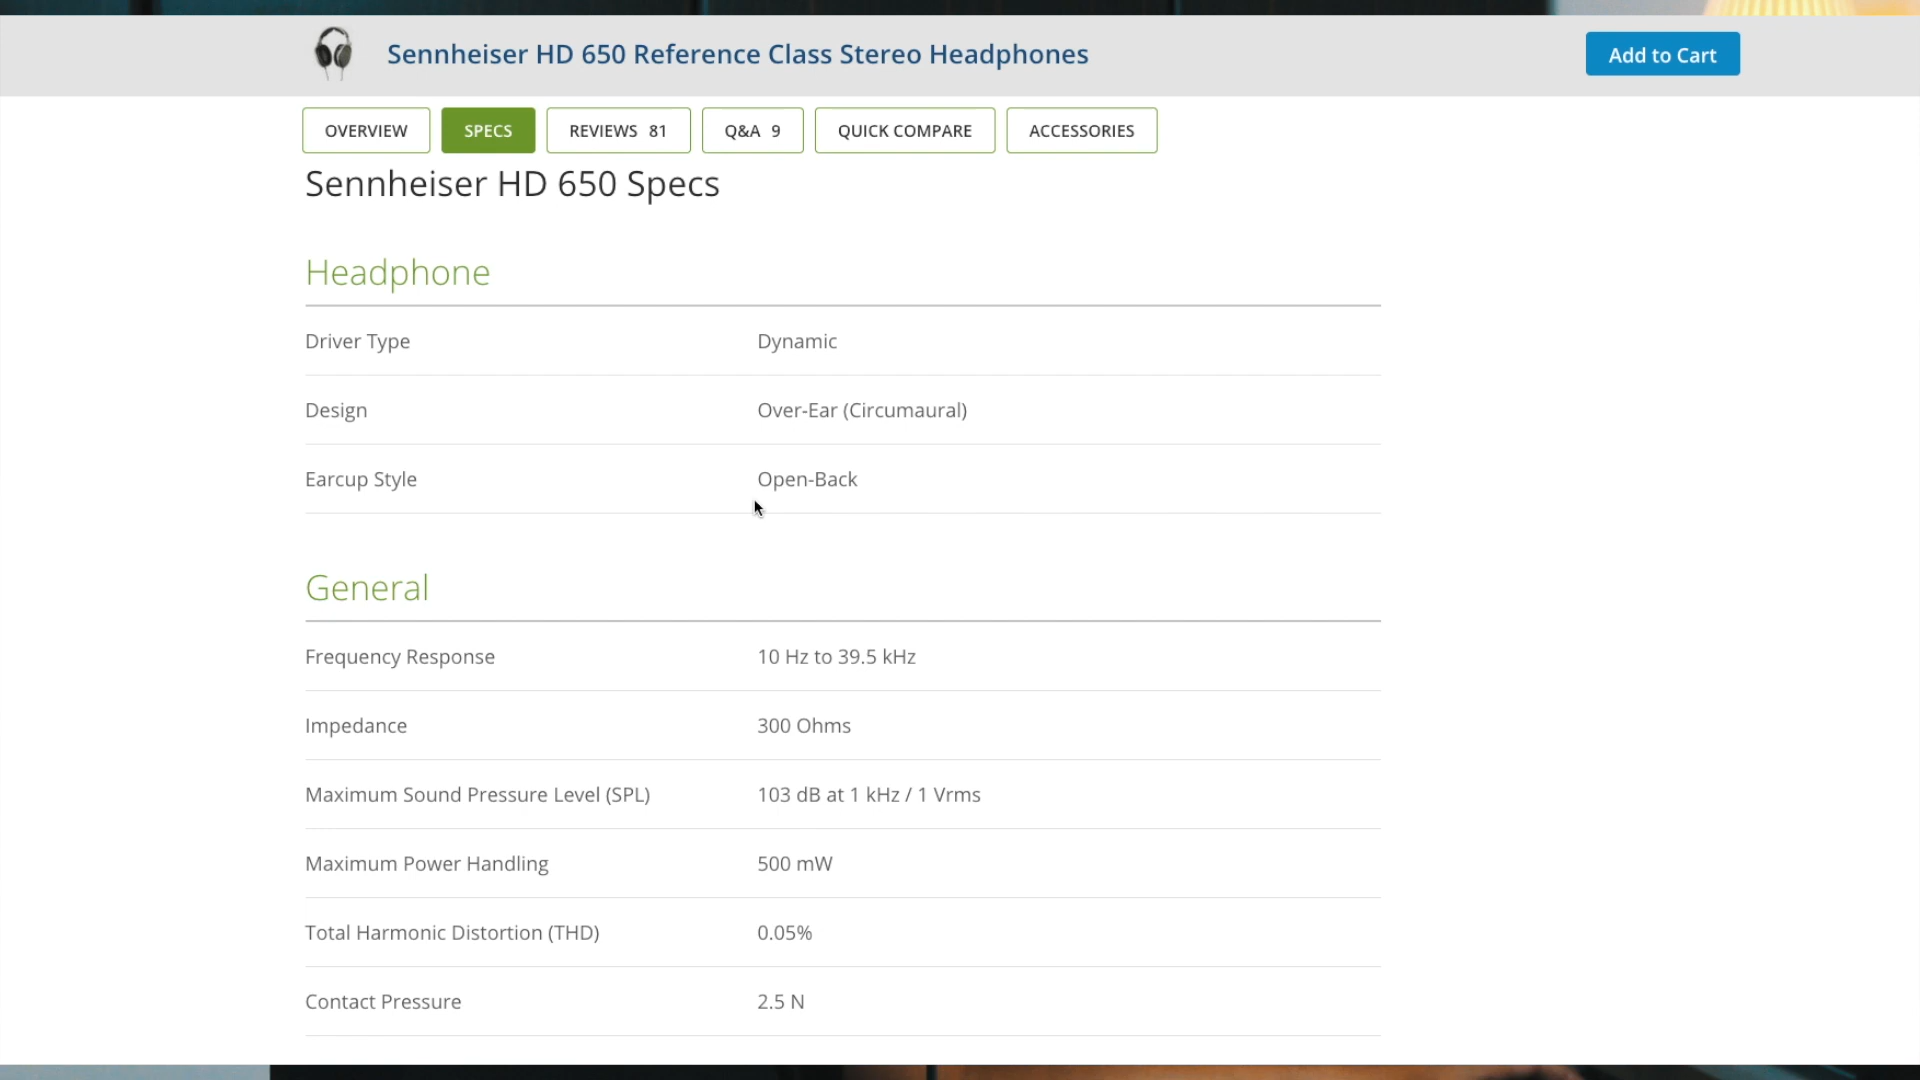 Sennheiser HD 650 Reference Class Stereo Headphones
Add to Cart
OVERVIEW
SPECS
REVIEWS 81
Q&A 9
QUICK COMPARE
ACCESSORIES
Sennheiser HD 650 Specs
Headphone
Driver Type Dynamic
Design Over-Ear (Circumaural)
Earcup Style Open-Back
General
Frequency Response 10 Hz to 39.5 kHz
Impedance 300 Ohms
Maximum Sound Pressure Level (SPL) 103 dB at 1 kHz / 1 Vrms
Maximum Power Handling 500 mW
Total Harmonic Distortion (THD) 0.05%
Contact Pressure 2.5 N